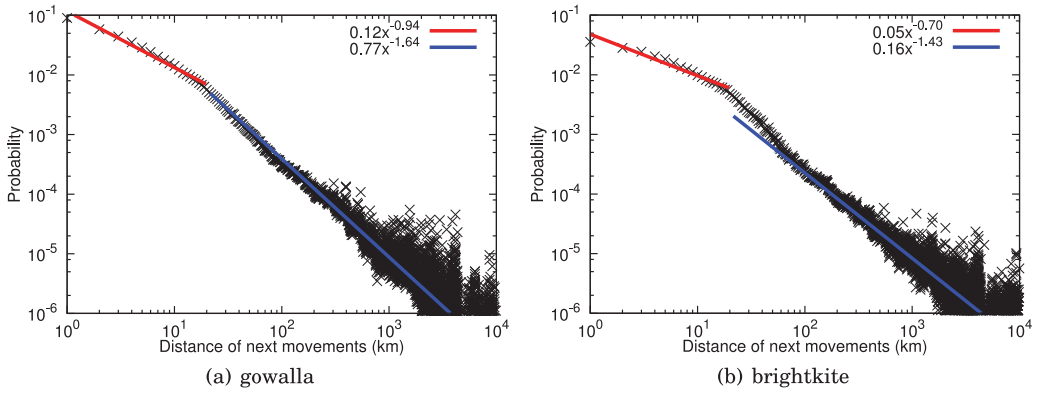 10^-1
10^-2
10^-3
10^-4
10^-5
10^-6
Probability
0.12x^-0.94
0.77x^-1.64
10^0 10^1 10^2 10^3 10^4
Distance of next movements (km)
(a) gowalla
10^-1
10^-2
10^-3
10^-4
10^-5
10^-6
Probability
0.05x^-0.70
0.16x^-1.43
10^0 10^1 10^2 10^3 10^4
Distance of next movements (km)
(b) brightkite